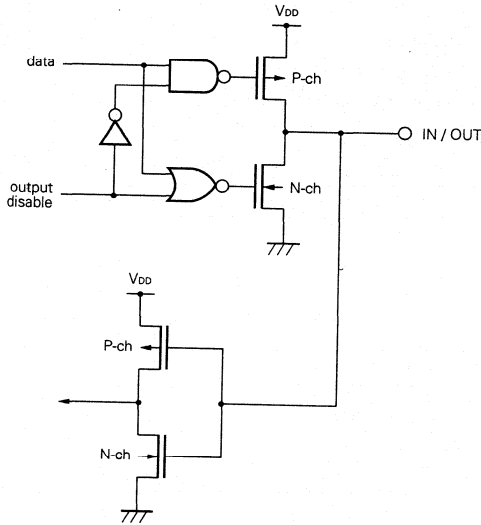 VDD
data
P-ch
IN / OUT
output
disable
N-ch
VDD
P-ch
N-ch